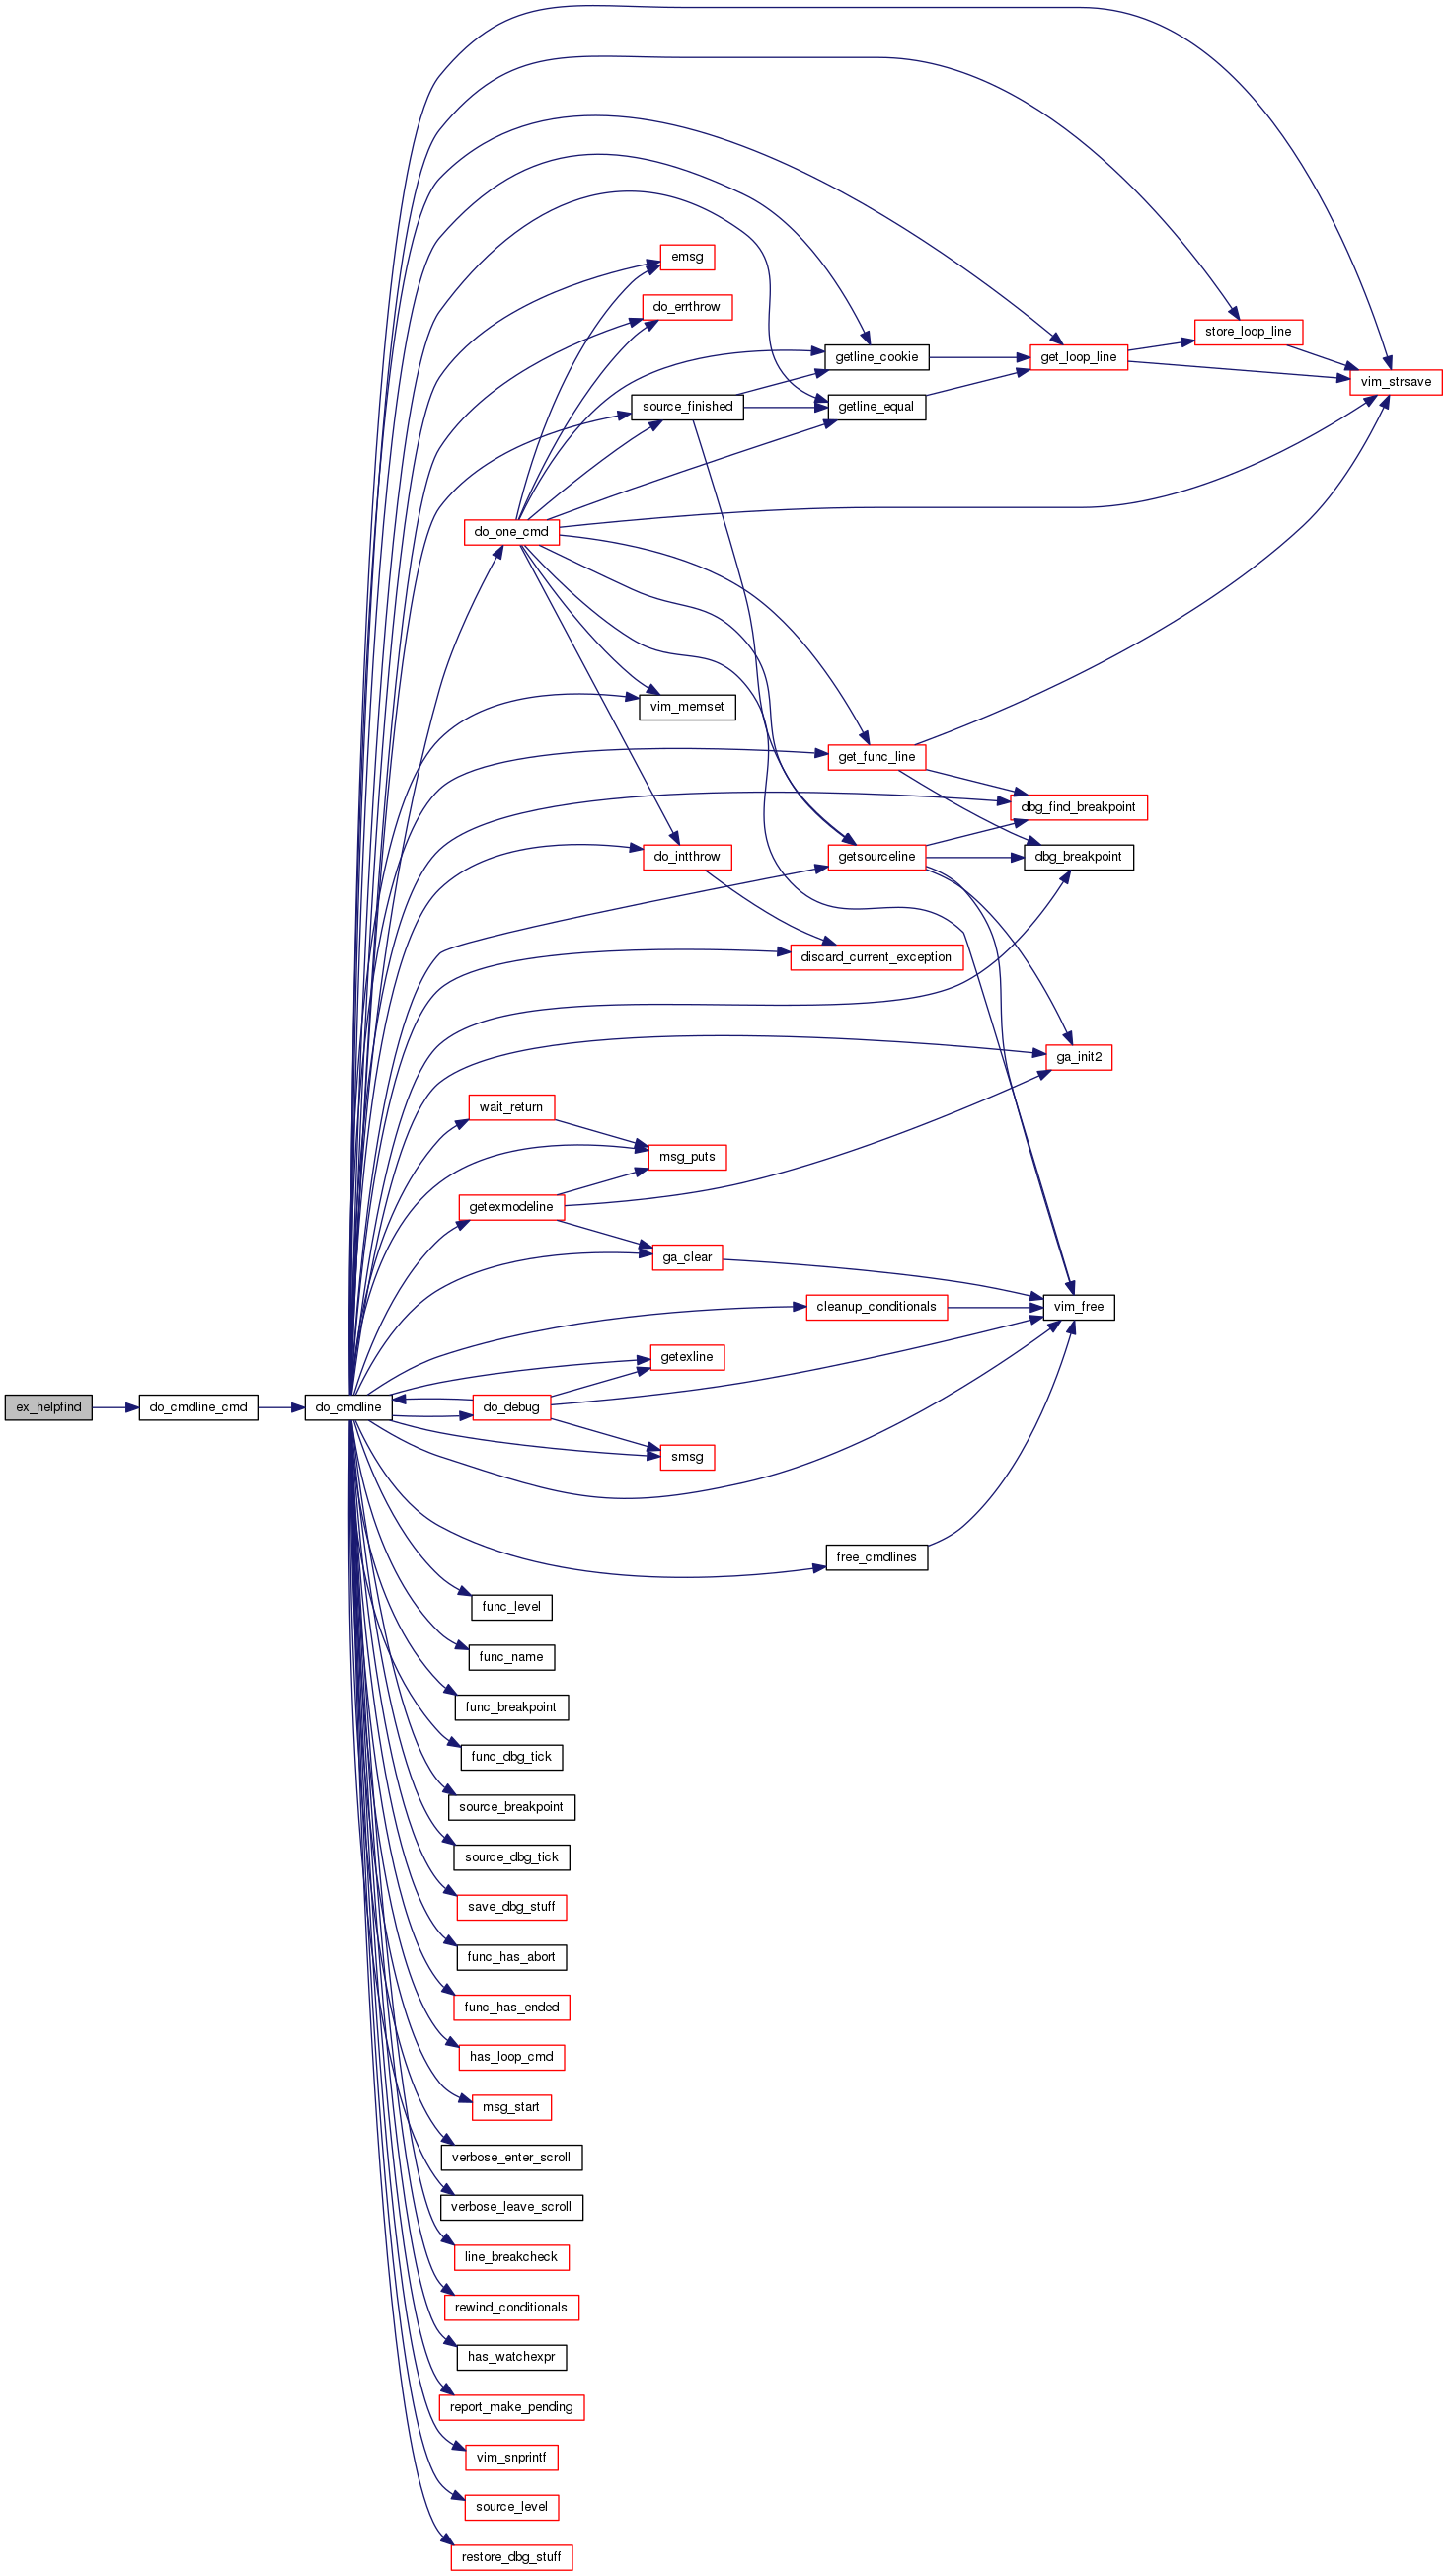 emsg
do_errthrow
store_loop_line
getline_cookie
get_loop_line
vim_strsave
source_finished
getline_equal
do_one_cmd
vim_memset
get_func_line
dbg_find_breakpoint
do_intthrow
getsourceline
dbg_breakpoint
discard_current_exception
ga_init2
wait_return
msg_puts
getexmodeline
ga_clear
cleanup_conditionals
vim_free
getexline
ex_helpfind
do_cmdline_cmd
do_cmdline
do_debug
smsg
free_cmdlines
func_level
func_name
func_breakpoint
func_dbg_tick
source_breakpoint
source_dbg_tick
save_dbg_stuff
func_has_abort
func_has_ended
has_loop_cmd
msg_start
verbose_enter_scroll
verbose_leave_scroll
line_breakcheck
rewind_conditionals
has_watchexpr
report_make_pending
vim_snprintf
source_level
restore_dbg_stuff